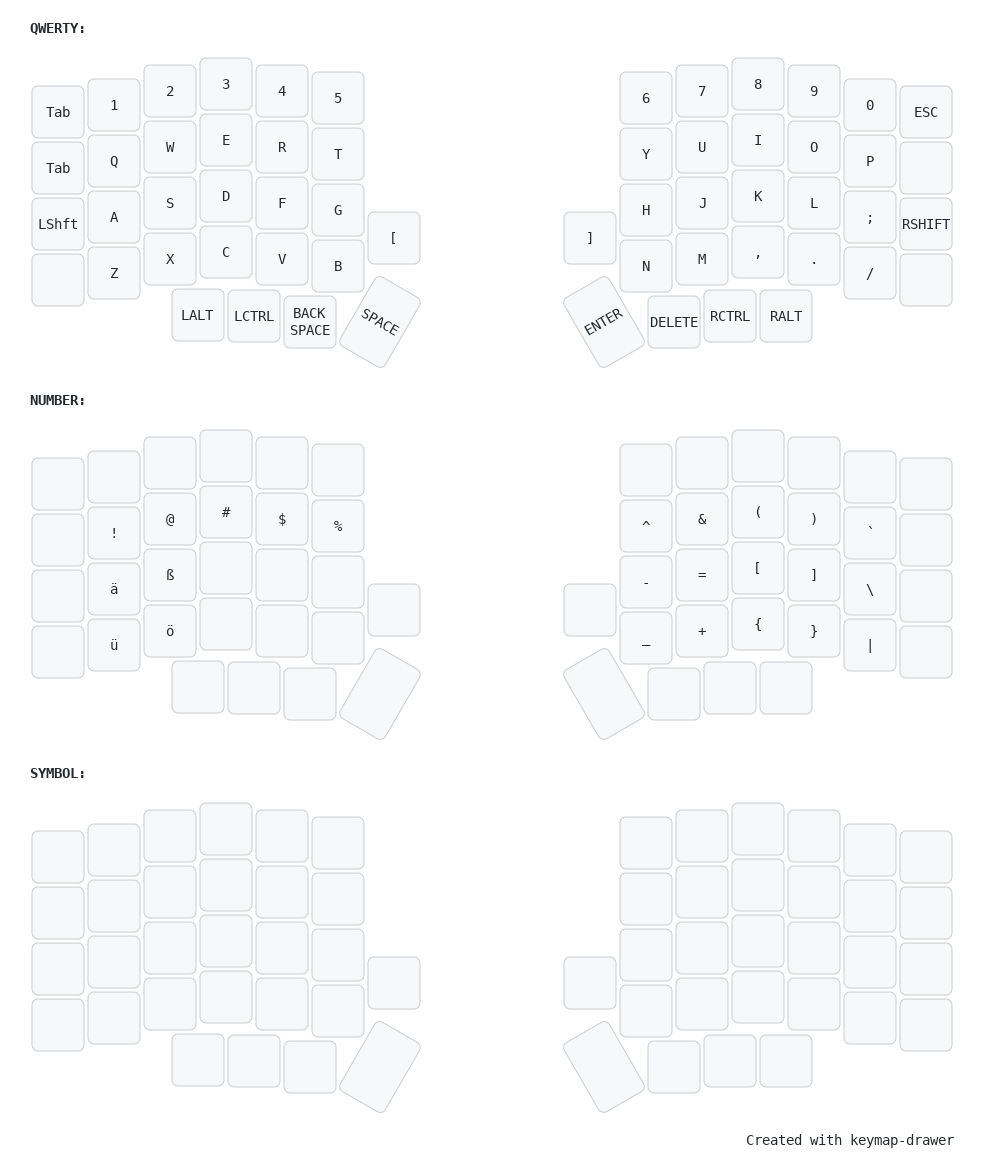 QWERTY:
Tab 1 2 3 4 5 6 7 8 9 0 ESC
Tab Q W E R T Y U I O P
LShft A S D F G [ ] H J K L ; RSHIFT
Z X C V B N M , . /
LALT LCTRL BACK SPACE SPACE ENTER DELETE RCTRL RALT
NUMBER:
! @ # $ % ^ & ( ) `
ä ß - = [ ] \
ü ö _ + { } |
SYMBOL:
Created with keymap-drawer